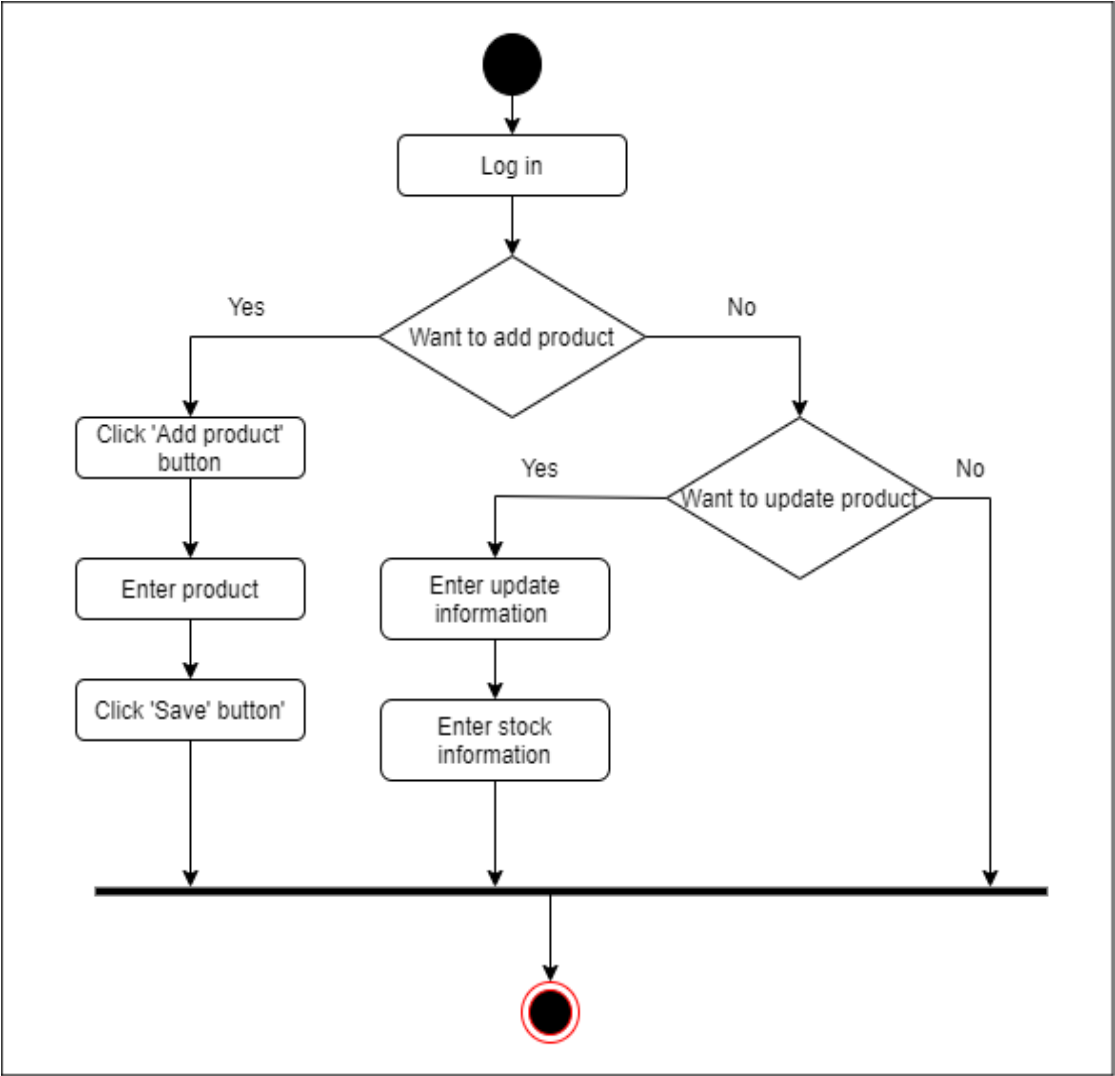 Log in
Yes
No
Want to add product
Click 'Add product'
button
Yes
No
Want to update product
Enter product
Enter update
information
Click 'Save' button'
Enter stock
information